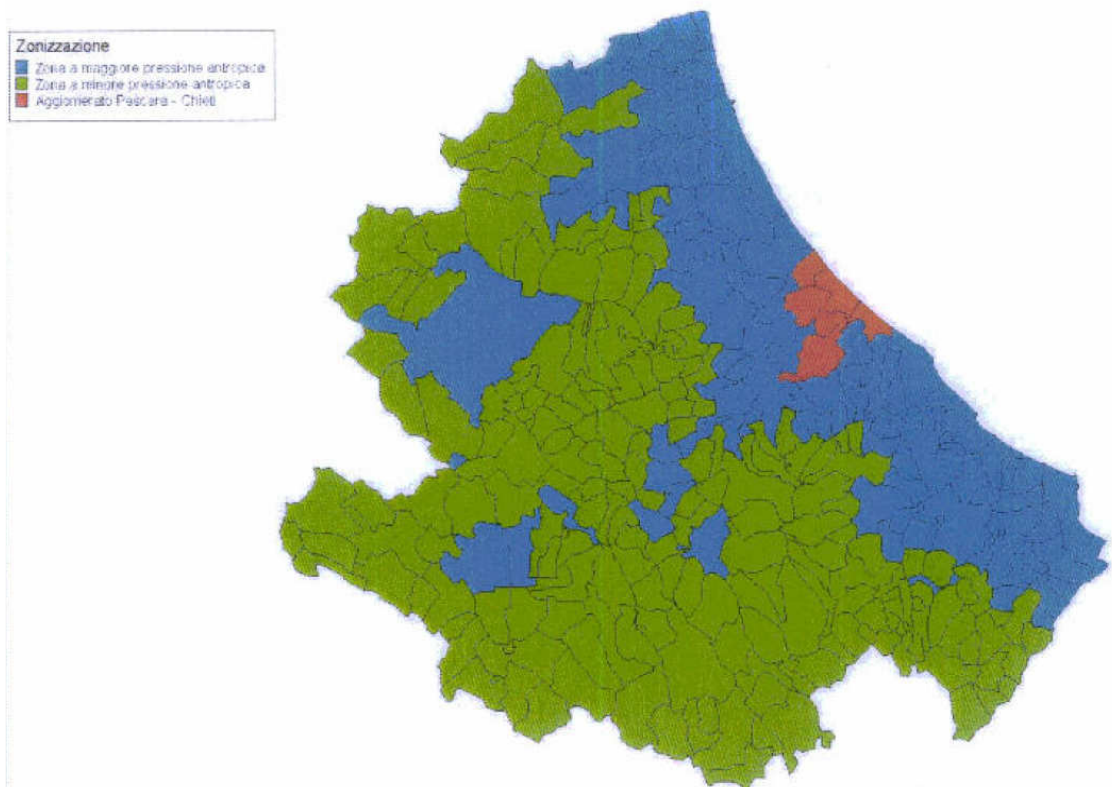 Zonizzazione
Zona a maggiore pressione antropica
Zona a minore pressione antropica
Agglomerato Pescara - Chieti